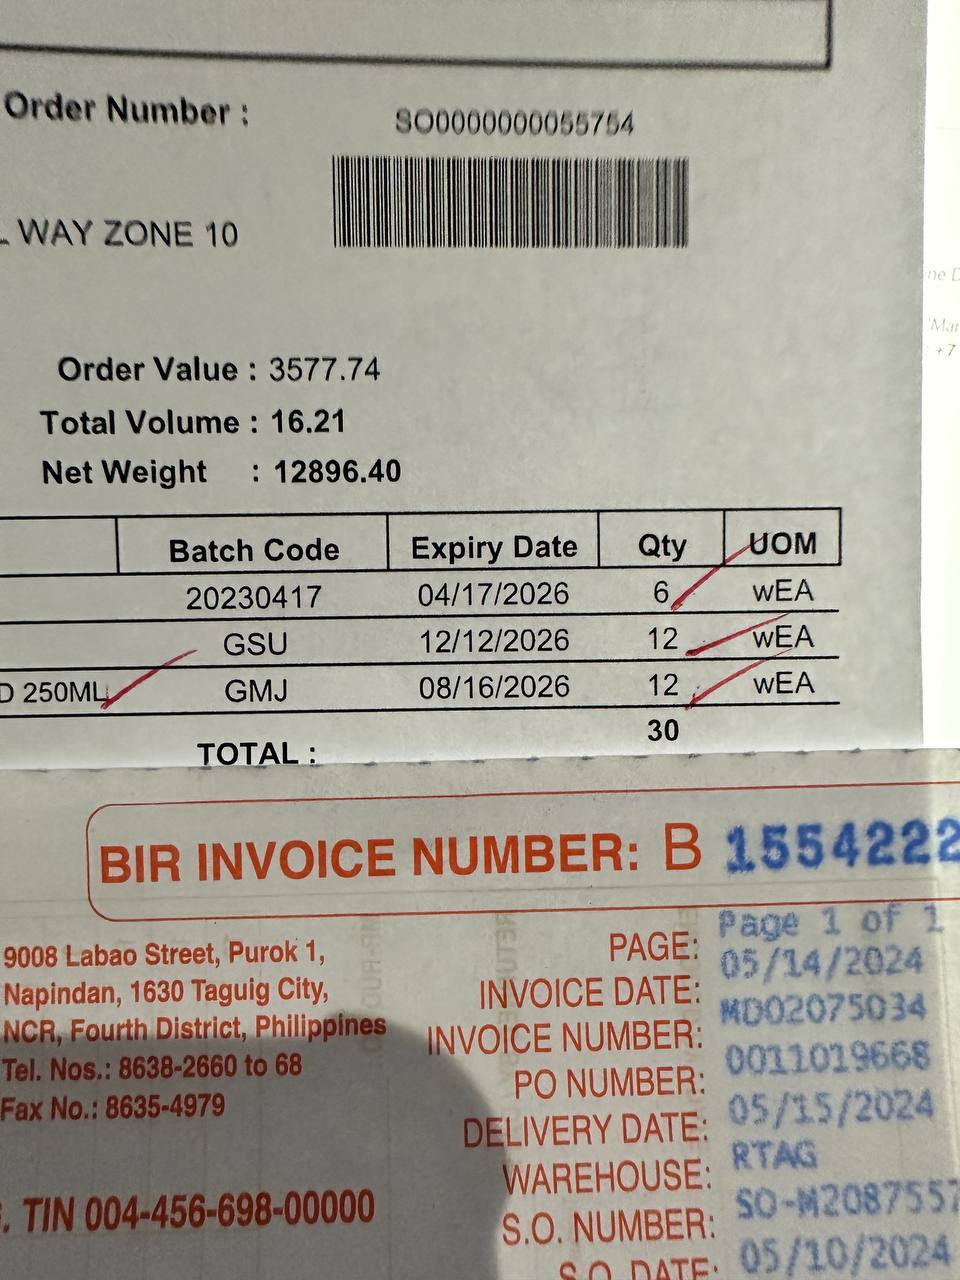 Order Number :
SO0000000055754
WAY ZONE 10
Order Value : 3577.74
Total Volume : 16.21
Net Weight : 12896.40
Batch Code Expiry Date Qty UOM
20230417 04/17/2026 6 wEA
GSU 12/12/2026 12 wEA
D 250ML GMJ 08/16/2026 12 wEA
TOTAL : 30
BIR INVOICE NUMBER: B 1554222
9008 Labao Street, Purok 1,
Napindan, 1630 Taguig City,
NCR, Fourth District, Philippines
Tel. Nos.: 8638-2660 to 68
Fax No.: 8635-4979
TIN 004-456-698-00000
PAGE: Page 1 of 1
INVOICE DATE: 05/14/2024
INVOICE NUMBER: MD02075034
PO NUMBER: 0011019668
DELIVERY DATE: 05/15/2024
WAREHOUSE: RTAG
S.O. NUMBER: SO-M2087557
S.O. DATE: 05/10/2024